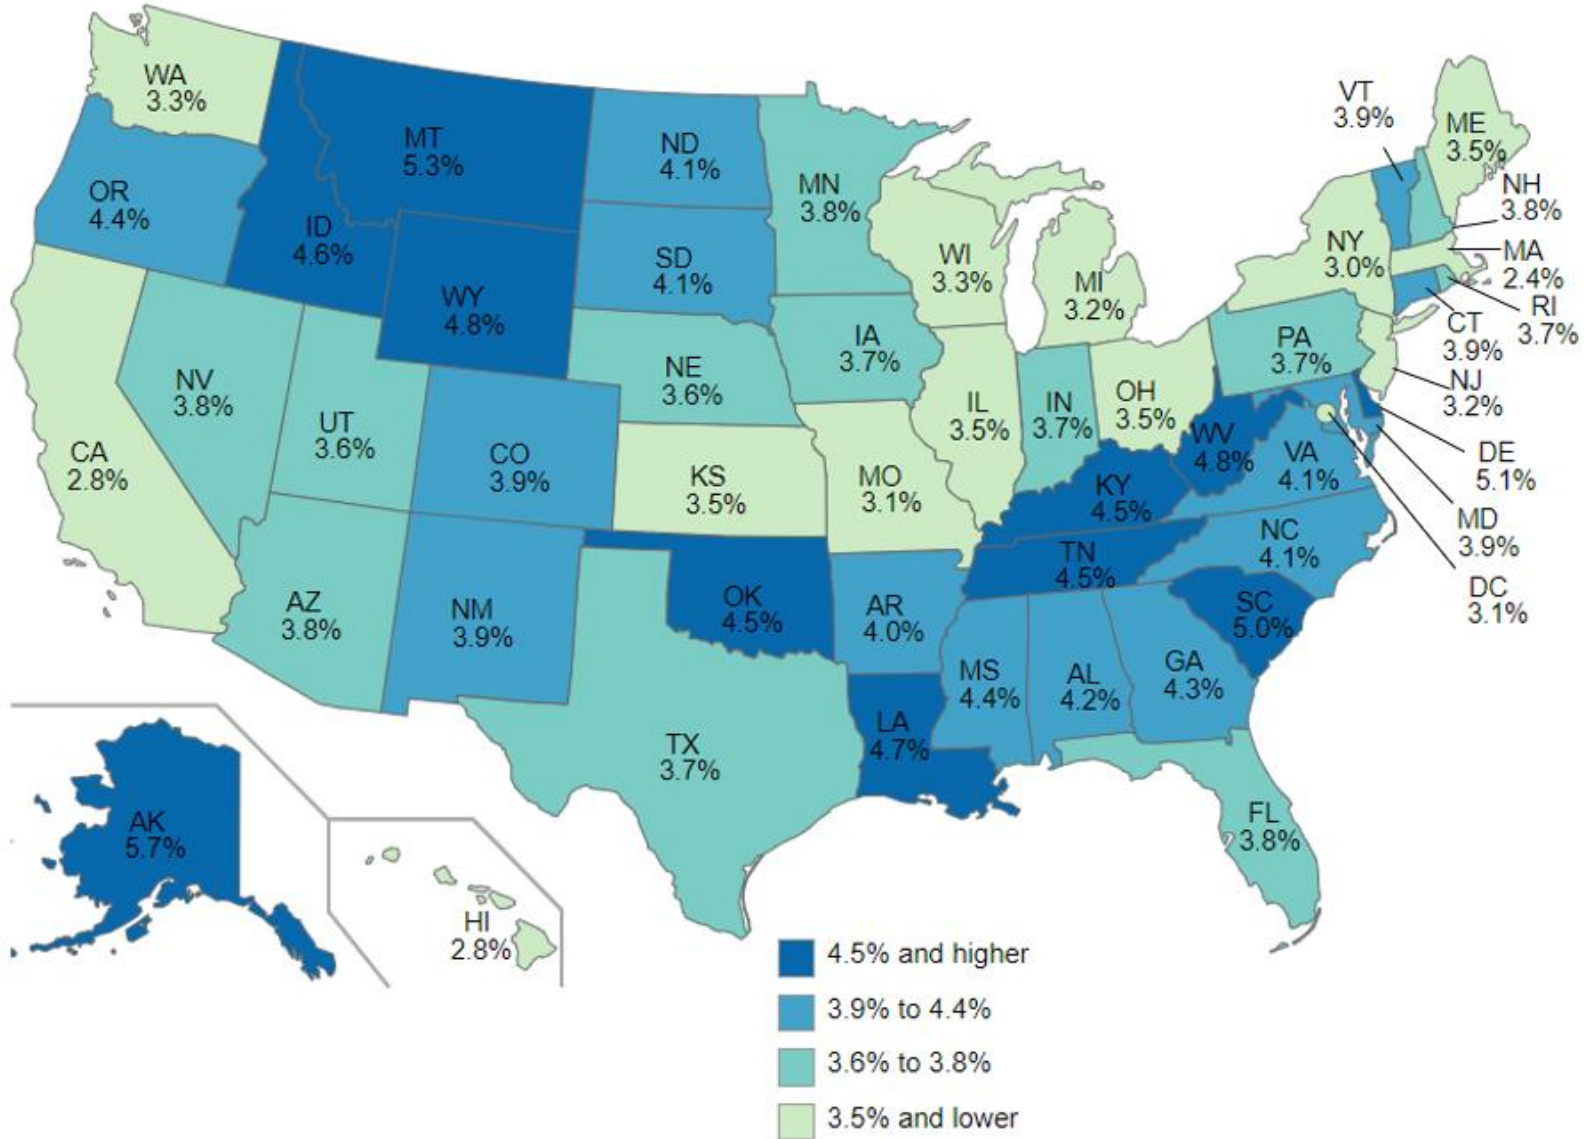 WA
3.3%
OR
4.4%
CA
2.8%
ID
4.6%
NV
3.8%
MT
5.3%
WY
4.8%
UT
3.6%
AZ
3.8%
CO
3.9%
NM
3.9%
ND
4.1%
SD
4.1%
NE
3.6%
KS
3.5%
OK
4.5%
TX
3.7%
MN
3.8%
IA
3.7%
MO
3.1%
AR
4.0%
LA
4.7%
WI
3.3%
IL
3.5%
MI
3.2%
IN
3.7%
OH
3.5%
KY
4.5%
TN
4.5%
MS
4.4%
AL
4.2%
GA
4.3%
FL
3.8%
SC
5.0%
NC
4.1%
VA
4.1%
WV
4.8%
PA
3.7%
NY
3.0%
VT
3.9%
ME
3.5%
NH
3.8%
MA
2.4%
RI
3.7%
CT
3.9%
NJ
3.2%
DE
5.1%
MD
3.9%
DC
3.1%
AK
5.7%
HI
2.8%
4.5% and higher
3.9% to 4.4%
3.6% to 3.8%
3.5% and lower